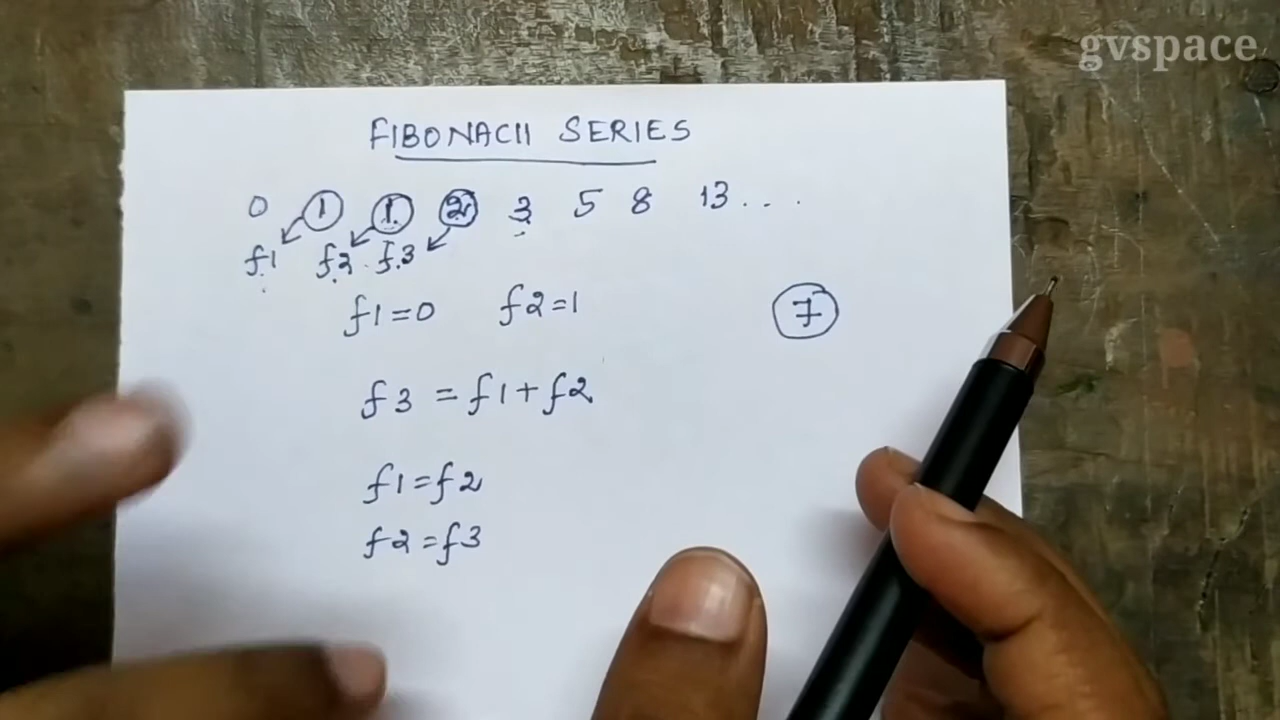 gvspace
FIBONACII SERIES
0 1 1 2 3 5 8 13 . . .
f1 f2 f3
f1=0 f2=1
7
f3 = f1+f2
f1=f2
f2=f3